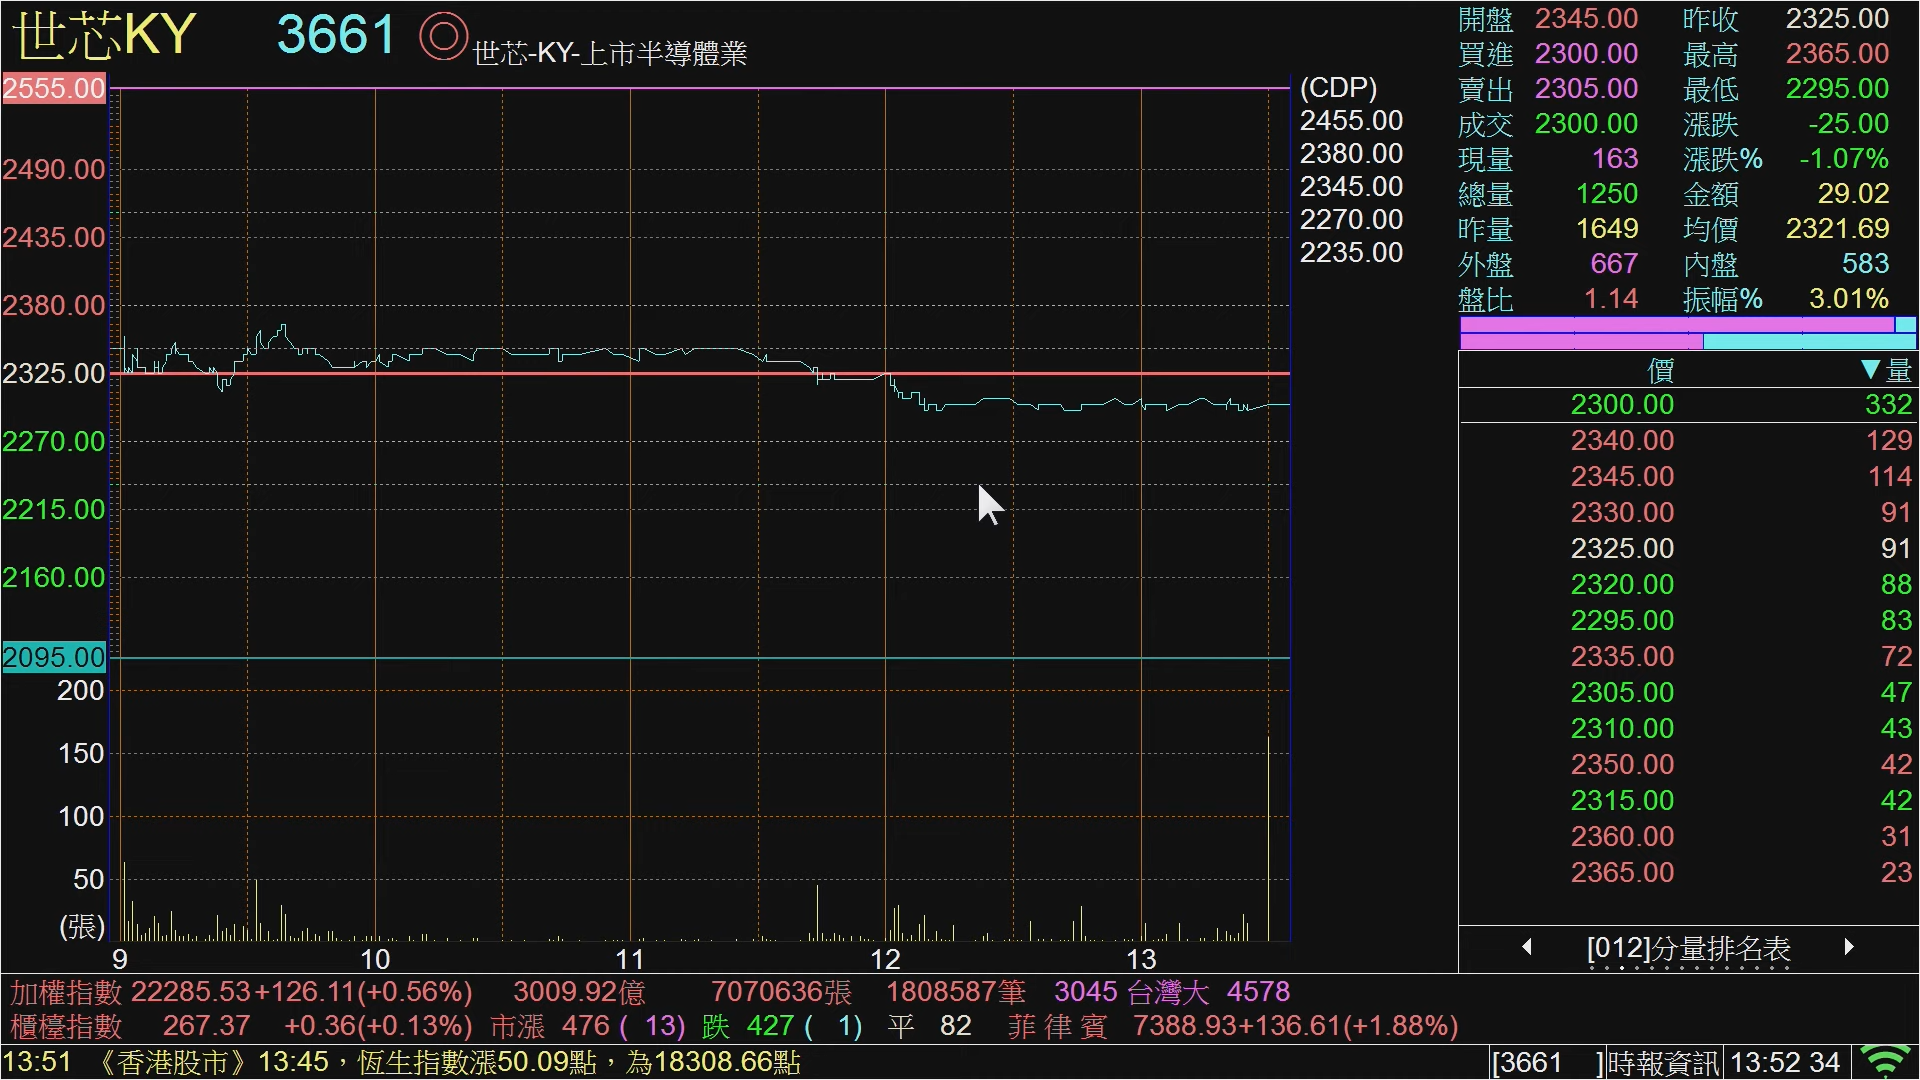 世芯KY 3661 ◎ 世芯-KY-上市半導體業
2555.00
2490.00
2435.00
2380.00
2325.00
2270.00
2215.00
2160.00
2095.00
200
150
100
50
(張)
9 10 11 12 13
(CDP)
2455.00
2380.00
2345.00
2270.00
2235.00
開盤 2345.00 昨收 2325.00
買進 2300.00 最高 2365.00
賣出 2305.00 最低 2295.00
成交 2300.00 漲跌 -25.00
現量 163 漲跌% -1.07%
總量 1250 金額 29.02
昨量 1649 均價 2321.69
外盤 667 內盤 583
盤比 1.14 振幅% 3.01%
價 ▼量
2300.00 332
2340.00 129
2345.00 114
2330.00 91
2325.00 91
2320.00 88
2295.00 83
2335.00 72
2305.00 47
2310.00 43
2350.00 42
2315.00 42
2360.00 31
2365.00 23
[012]分量排名表
加權指數 22285.53+126.11(+0.56%) 3009.92億 7070636張 1808587筆 3045 台灣大 4578
櫃檯指數 267.37 +0.36(+0.13%) 市漲 476 ( 13) 跌 427 ( 1) 平 82 菲律賓 7388.93+136.61(+1.88%)
13:51 《香港股市》13:45，恆生指數漲50.09點，為18308.66點 [3661 ]時報資訊 13:52 34